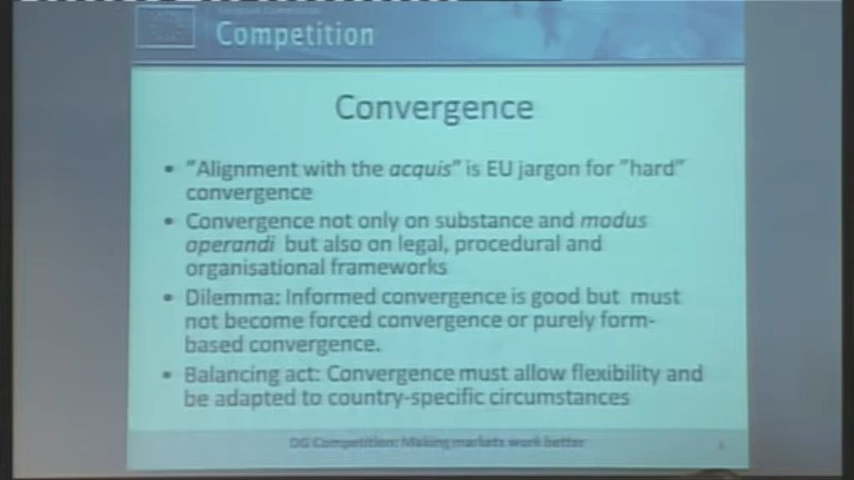 Competition
Convergence
• "Alignment with the acquis" is EU jargon for "hard"
convergence
• Convergence not only on substance and modus
operandi but also on legal, procedural and
organisational frameworks
• Dilemma: Informed convergence is good but must
not become forced convergence or purely form-
based convergence.
• Balancing act: Convergence must allow flexibility and
be adapted to country-specific circumstances
DG Competition: Making markets work better